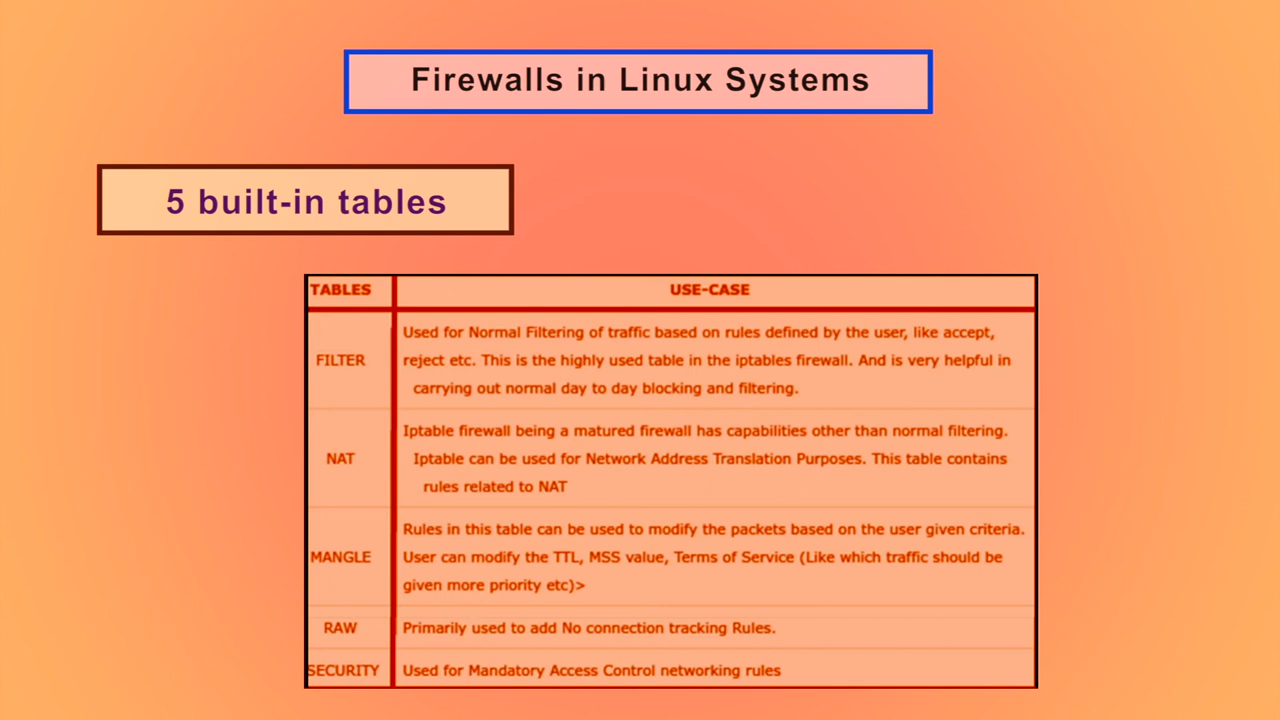 Firewalls in Linux Systems
5 built-in tables
TABLES USE-CASE
Used for Normal Filtering of traffic based on rules defined by the user, like accept,
FILTER reject etc. This is the highly used table in the iptables firewall. And is very helpful in
carrying out normal day to day blocking and filtering.
Iptable firewall being a matured firewall has capabilities other than normal filtering.
NAT Iptable can be used for Network Address Translation Purposes. This table contains
rules related to NAT
Rules in this table can be used to modify the packets based on the user given criteria.
MANGLE User can modify the TTL, MSS value, Terms of Service (Like which traffic should be
given more priority etc)>
RAW Primarily used to add No connection tracking Rules.
SECURITY Used for Mandatory Access Control networking rules